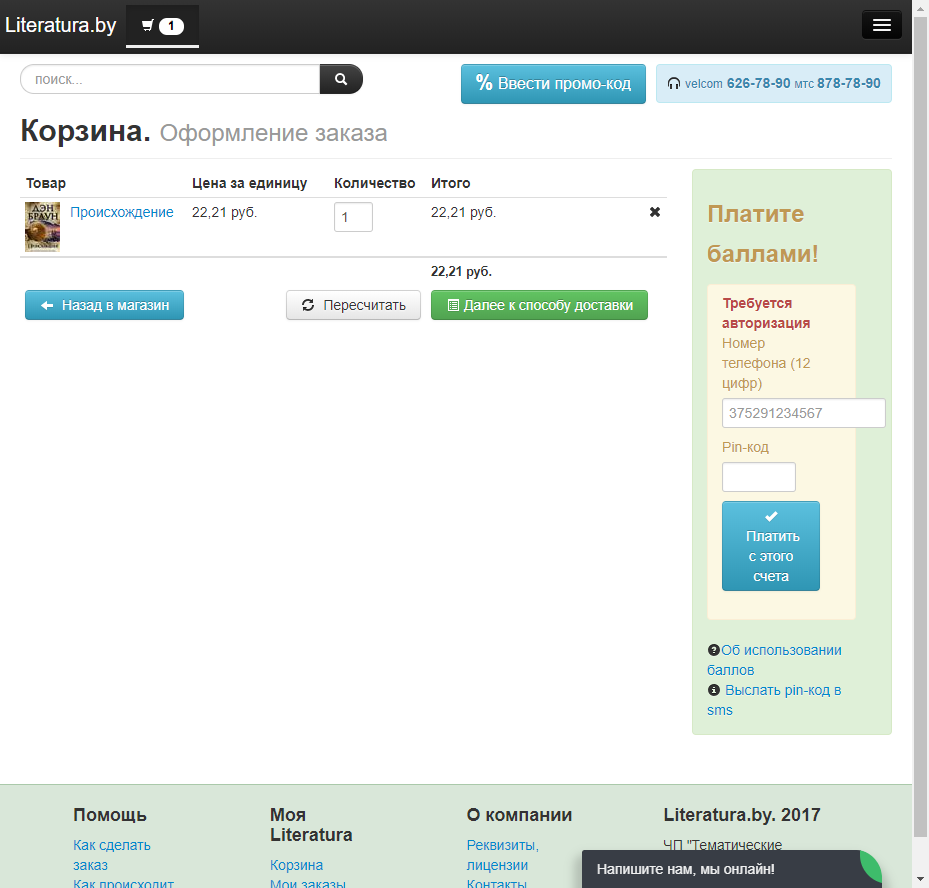 Literatura.by 1
поиск...
% Ввести промо-код
velcom 626-78-90 мтс 878-78-90
Корзина. Оформление заказа
Товар Цена за единицу Количество Итого
ДЭН
БРАУН
Происхождение 22,21 руб. 1 22,21 руб.
22,21 руб.
Назад в магазин Пересчитать Далее к способу доставки
Платите
баллами!
Требуется
авторизация
Номер
телефона (12
цифр)
375291234567
Pin-код
Платить
с этого
счета
Об использовании
баллов
Выслать pin-код в
sms
Помощь
Как сделать
заказ
Как происходит
Моя
Literatura
Корзина
Мои заказы
О компании
Реквизиты,
лицензии
Контакты
Literatura.by. 2017
ЧП "Тематические
Напишите нам, мы онлайн!